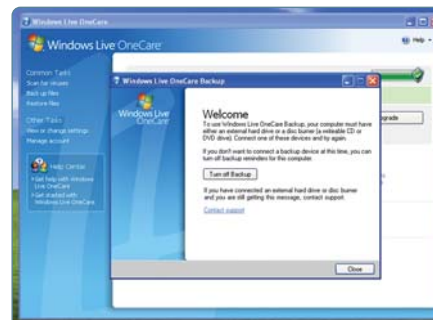 Windows Live OneCare
Windows Live OneCare
Help
Common Tasks
Scan for viruses
Back up files
Restore files
Other Tasks
View or change settings
Manage account
Help Center
Get help with Windows
Live OneCare
Get started with
Windows Live OneCare
Windows Live OneCare Backup
Windows Live
OneCare
Welcome
To use Windows Live OneCare Backup, your computer must have
either an external hard drive or a disc burner (a writeable CD or
DVD drive). Connect one of these devices and try again.
If you don't want to connect a backup device at this time, you can
turn off backup reminders for this computer.
Turn off Backup
If you have connected an external hard drive or disc burner
and you are still getting this message, contact support.
Contact support
Close
pgrade